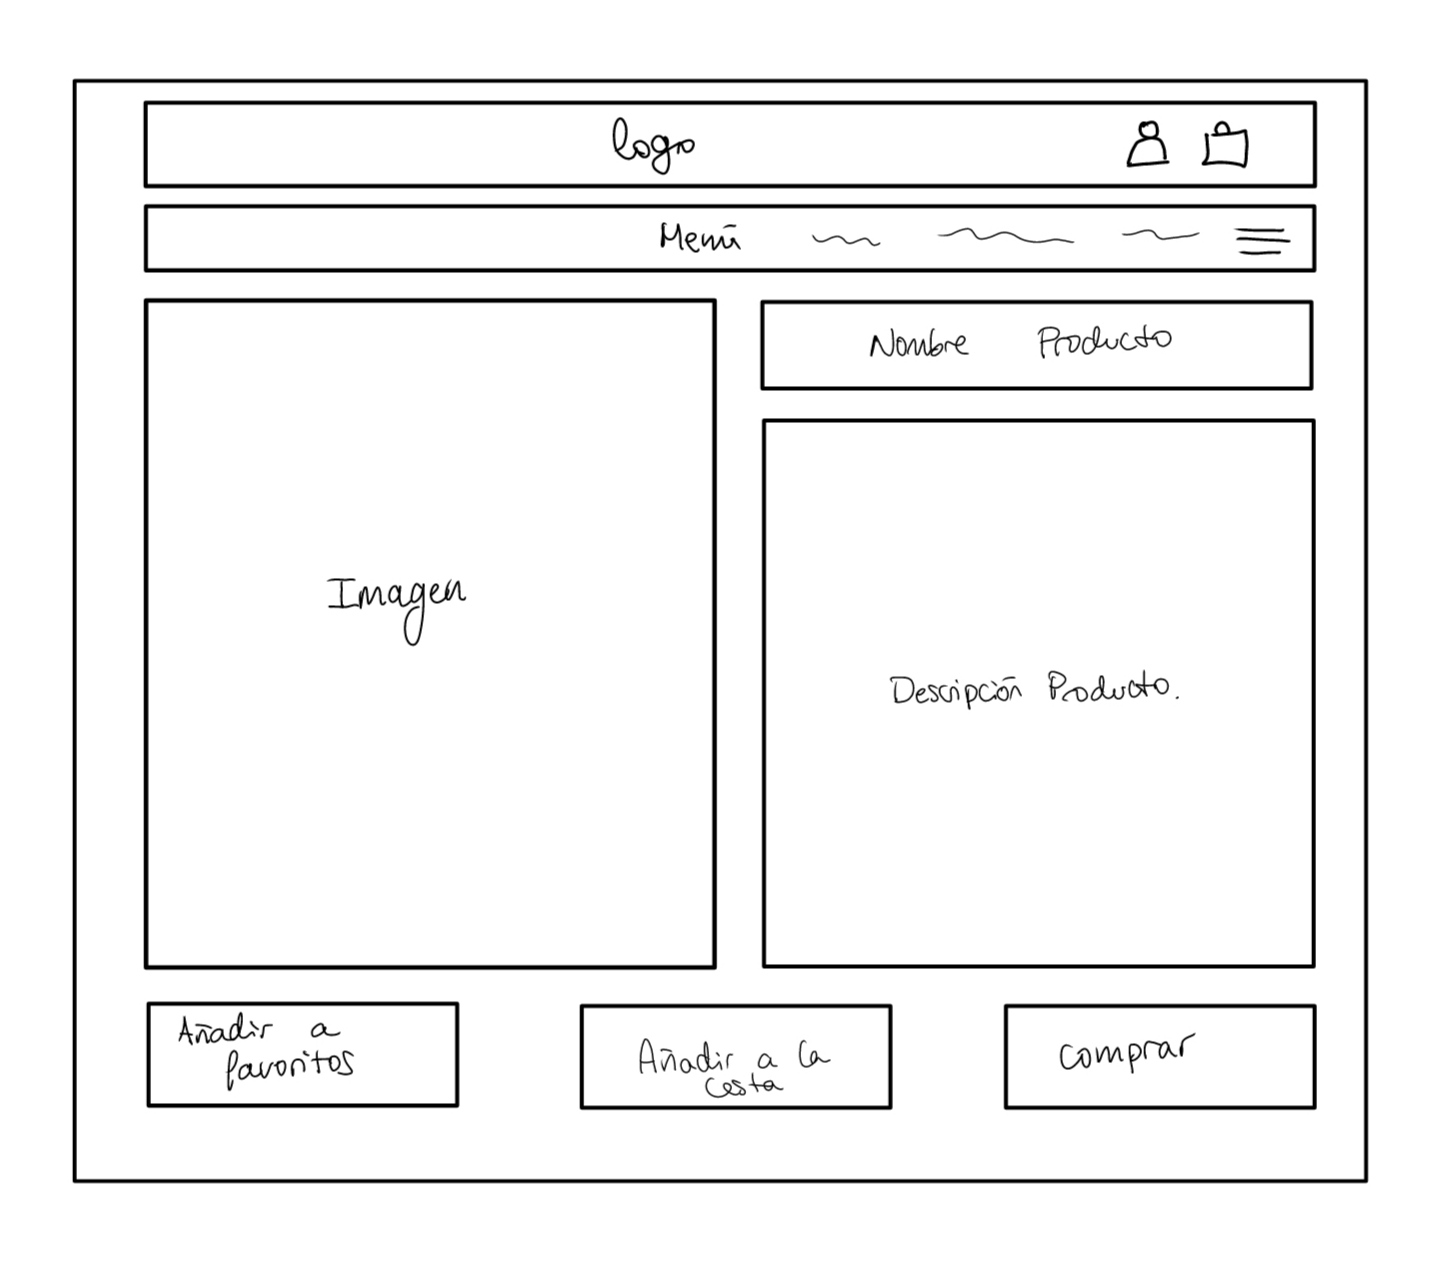 logo
Menú
Nombre Producto
Imagen
Descripción Producto.
Añadir a
favoritos
Añadir a la
cesta
Comprar